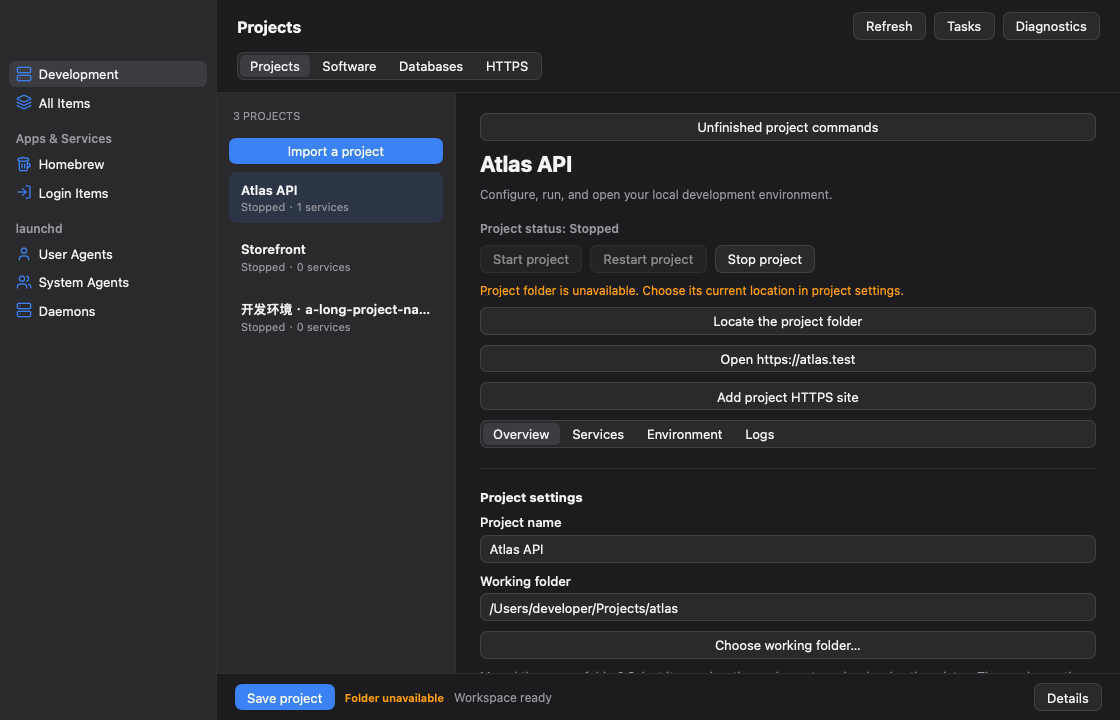 Development
All Items
Apps & Services
Homebrew
Login Items
launchd
User Agents
System Agents
Daemons
Projects
Refresh
Tasks
Diagnostics
Projects
Software
Databases
HTTPS
3 PROJECTS
Import a project
Atlas API
Stopped · 1 services
Storefront
Stopped · 0 services
开发环境 · a-long-project-na...
Stopped · 0 services
Unfinished project commands
Atlas API
Configure, run, and open your local development environment.
Project status: Stopped
Start project
Restart project
Stop project
Project folder is unavailable. Choose its current location in project settings.
Locate the project folder
Open https://atlas.test
Add project HTTPS site
Overview
Services
Environment
Logs
Project settings
Project name
Atlas API
Working folder
/Users/developer/Projects/atlas
Choose working folder...
Save project
Folder unavailable
Workspace ready
Details